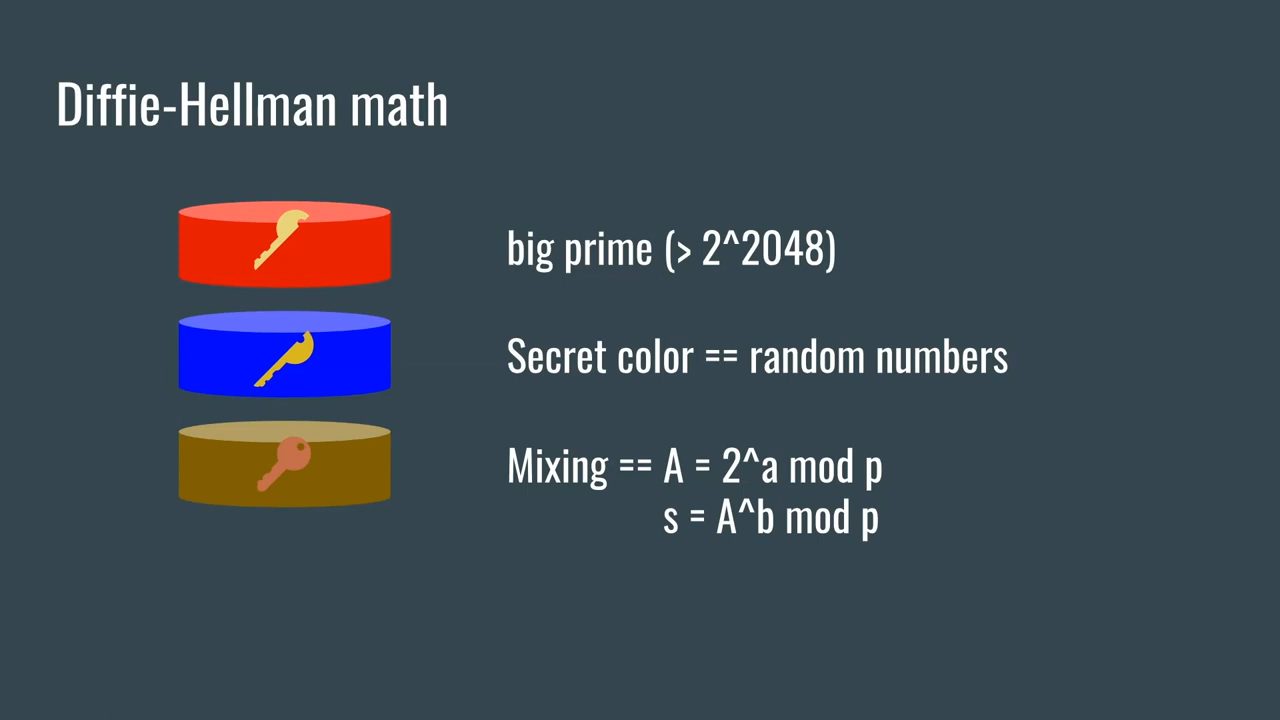 Diffie-Hellman math
big prime (> 2^2048)
Secret color == random numbers
Mixing == A = 2^a mod p
s = A^b mod p